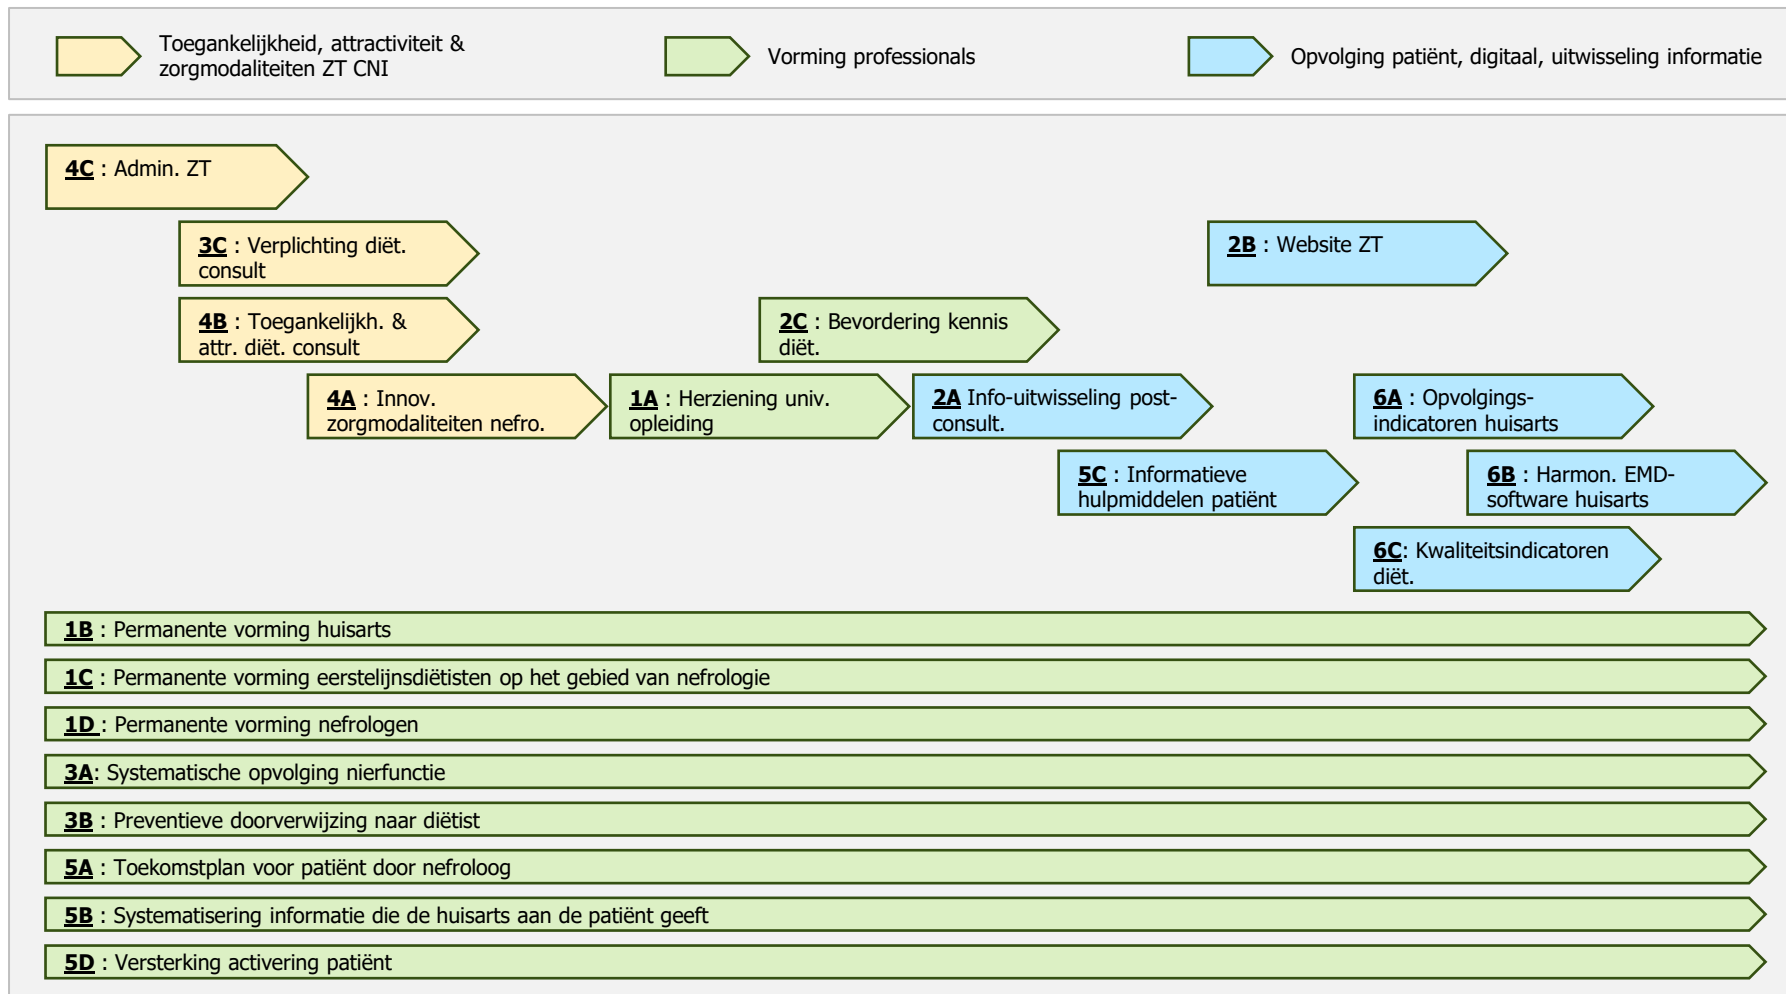 Toegankelijkheid, attractiviteit &
zorgmodaliteiten ZT CNI
Vorming professionals
Opvolging patiënt, digitaal, uitwisseling informatie
4C : Admin. ZT
3C : Verplichting diët.
consult
2B : Website ZT
4B : Toegankelijkh. &
attr. diët. consult
2C : Bevordering kennis
diët.
4A : Innov.
zorgmodaliteiten nefro.
1A : Herziening univ.
opleiding
2A Info-uitwisseling post-
consult.
6A : Opvolgings-
indicatoren huisarts
5C : Informatieve
hulpmiddelen patiënt
6B : Harmon. EMD-
software huisarts
6C: Kwaliteitsindicatoren
diët.
1B : Permanente vorming huisarts
1C : Permanente vorming eerstelijnsdiëtisten op het gebied van nefrologie
1D : Permanente vorming nefrologen
3A: Systematische opvolging nierfunctie
3B : Preventieve doorverwijzing naar diëtist
5A : Toekomstplan voor patiënt door nefroloog
5B : Systematisering informatie die de huisarts aan de patiënt geeft
5D : Versterking activering patiënt